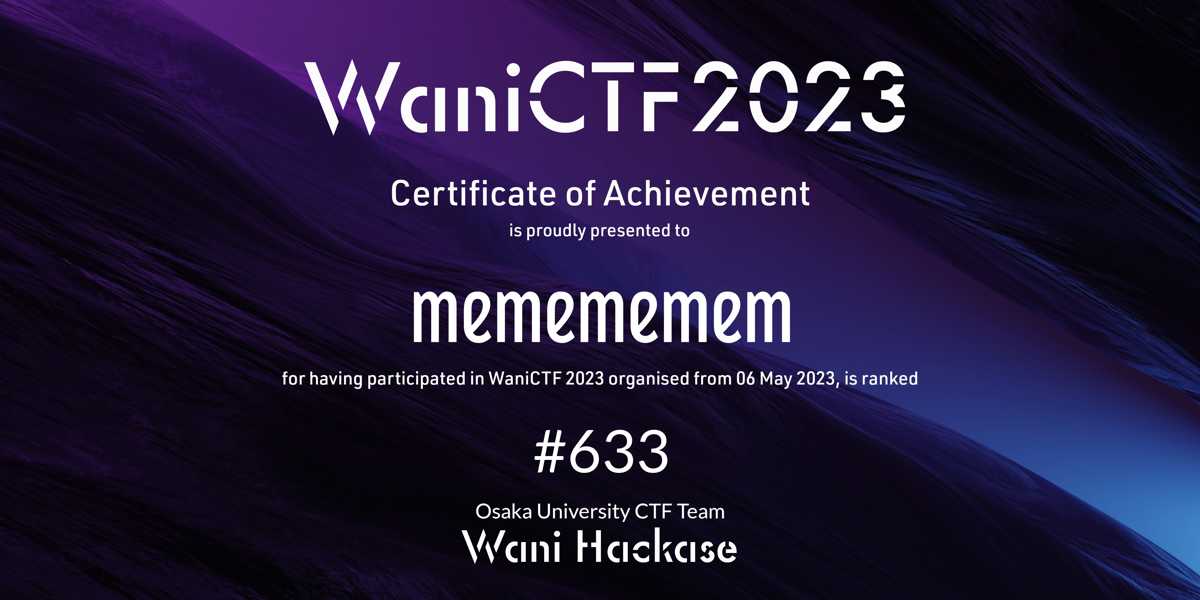 WaniCTF2023
Certificate of Achievement
is proudly presented to
memememem
for having participated in WaniCTF 2023 organised from 06 May 2023, is ranked
#633
Osaka University CTF Team
Wani Hackase